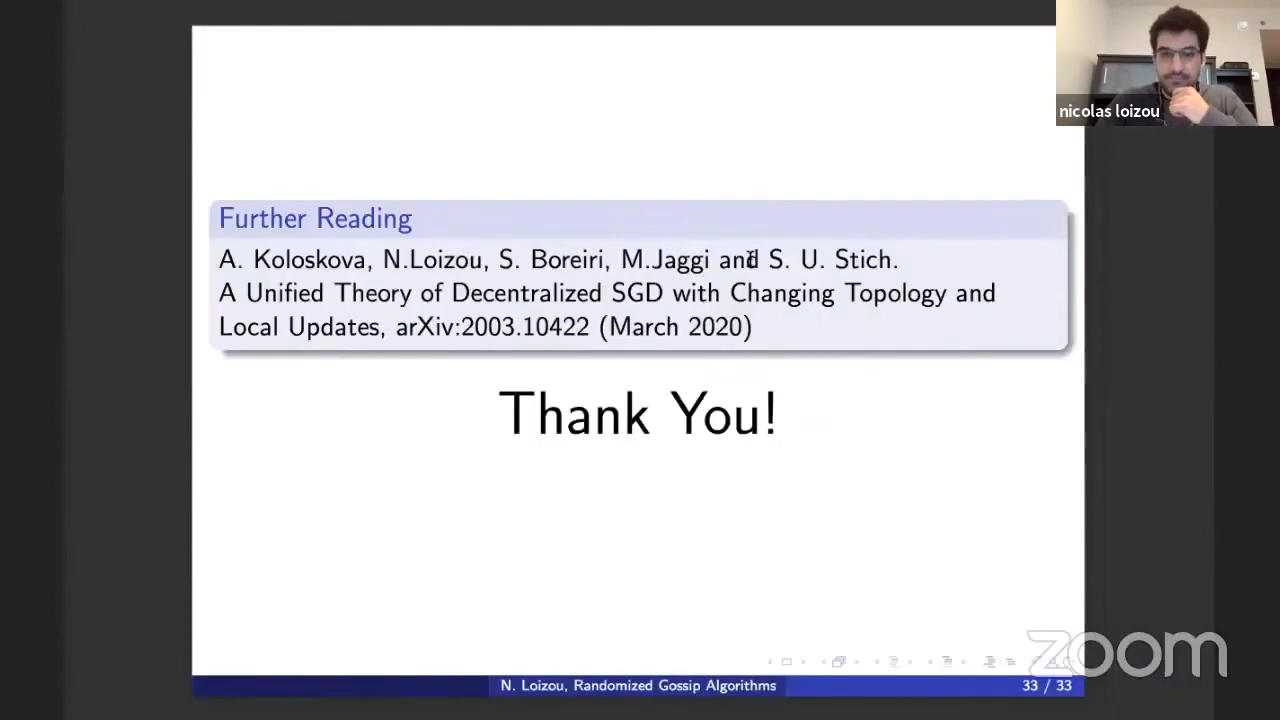 nicolas loizou
Further Reading
A. Koloskova, N.Loizou, S. Boreiri, M.Jaggi and S. U. Stich.
A Unified Theory of Decentralized SGD with Changing Topology and
Local Updates, arXiv:2003.10422 (March 2020)
Thank You!
zoom
N. Loizou, Randomized Gossip Algorithms
33 / 33